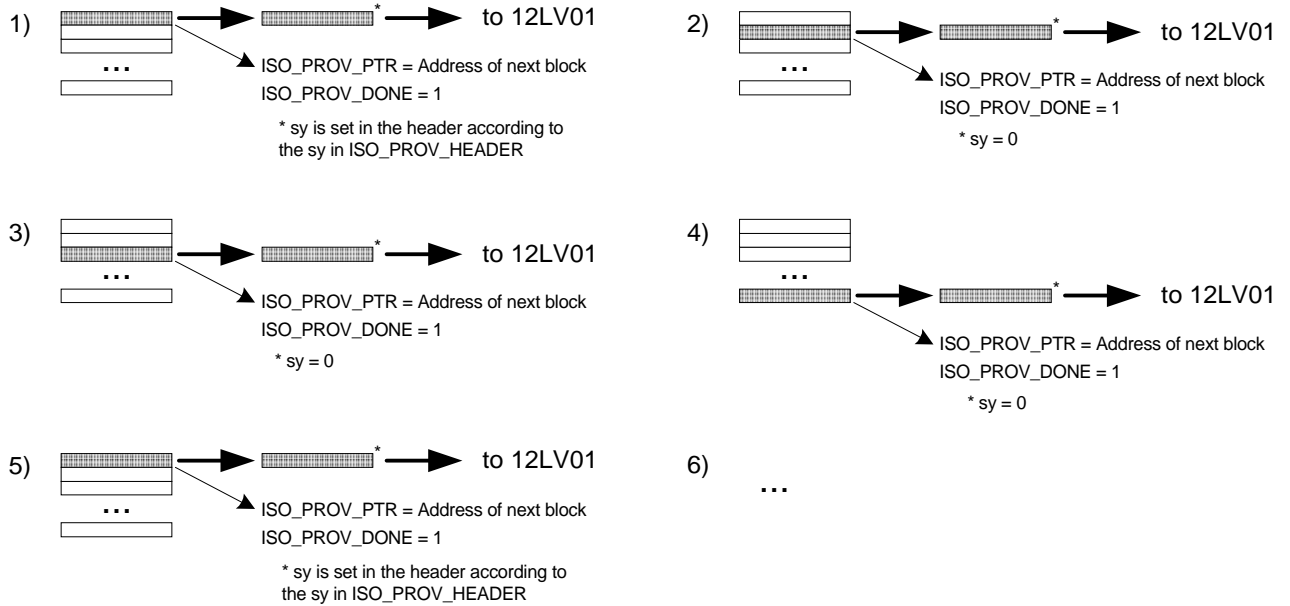 1)
* to 12LV01
...
ISO_PROV_PTR = Address of next block
ISO_PROV_DONE = 1
* sy is set in the header according to
the sy in ISO_PROV_HEADER
2)
* to 12LV01
...
ISO_PROV_PTR = Address of next block
ISO_PROV_DONE = 1
* sy = 0
3)
* to 12LV01
...
ISO_PROV_PTR = Address of next block
ISO_PROV_DONE = 1
* sy = 0
4)
...
* to 12LV01
ISO_PROV_PTR = Address of next block
ISO_PROV_DONE = 1
* sy = 0
5)
* to 12LV01
...
ISO_PROV_PTR = Address of next block
ISO_PROV_DONE = 1
* sy is set in the header according to
the sy in ISO_PROV_HEADER
6)
...